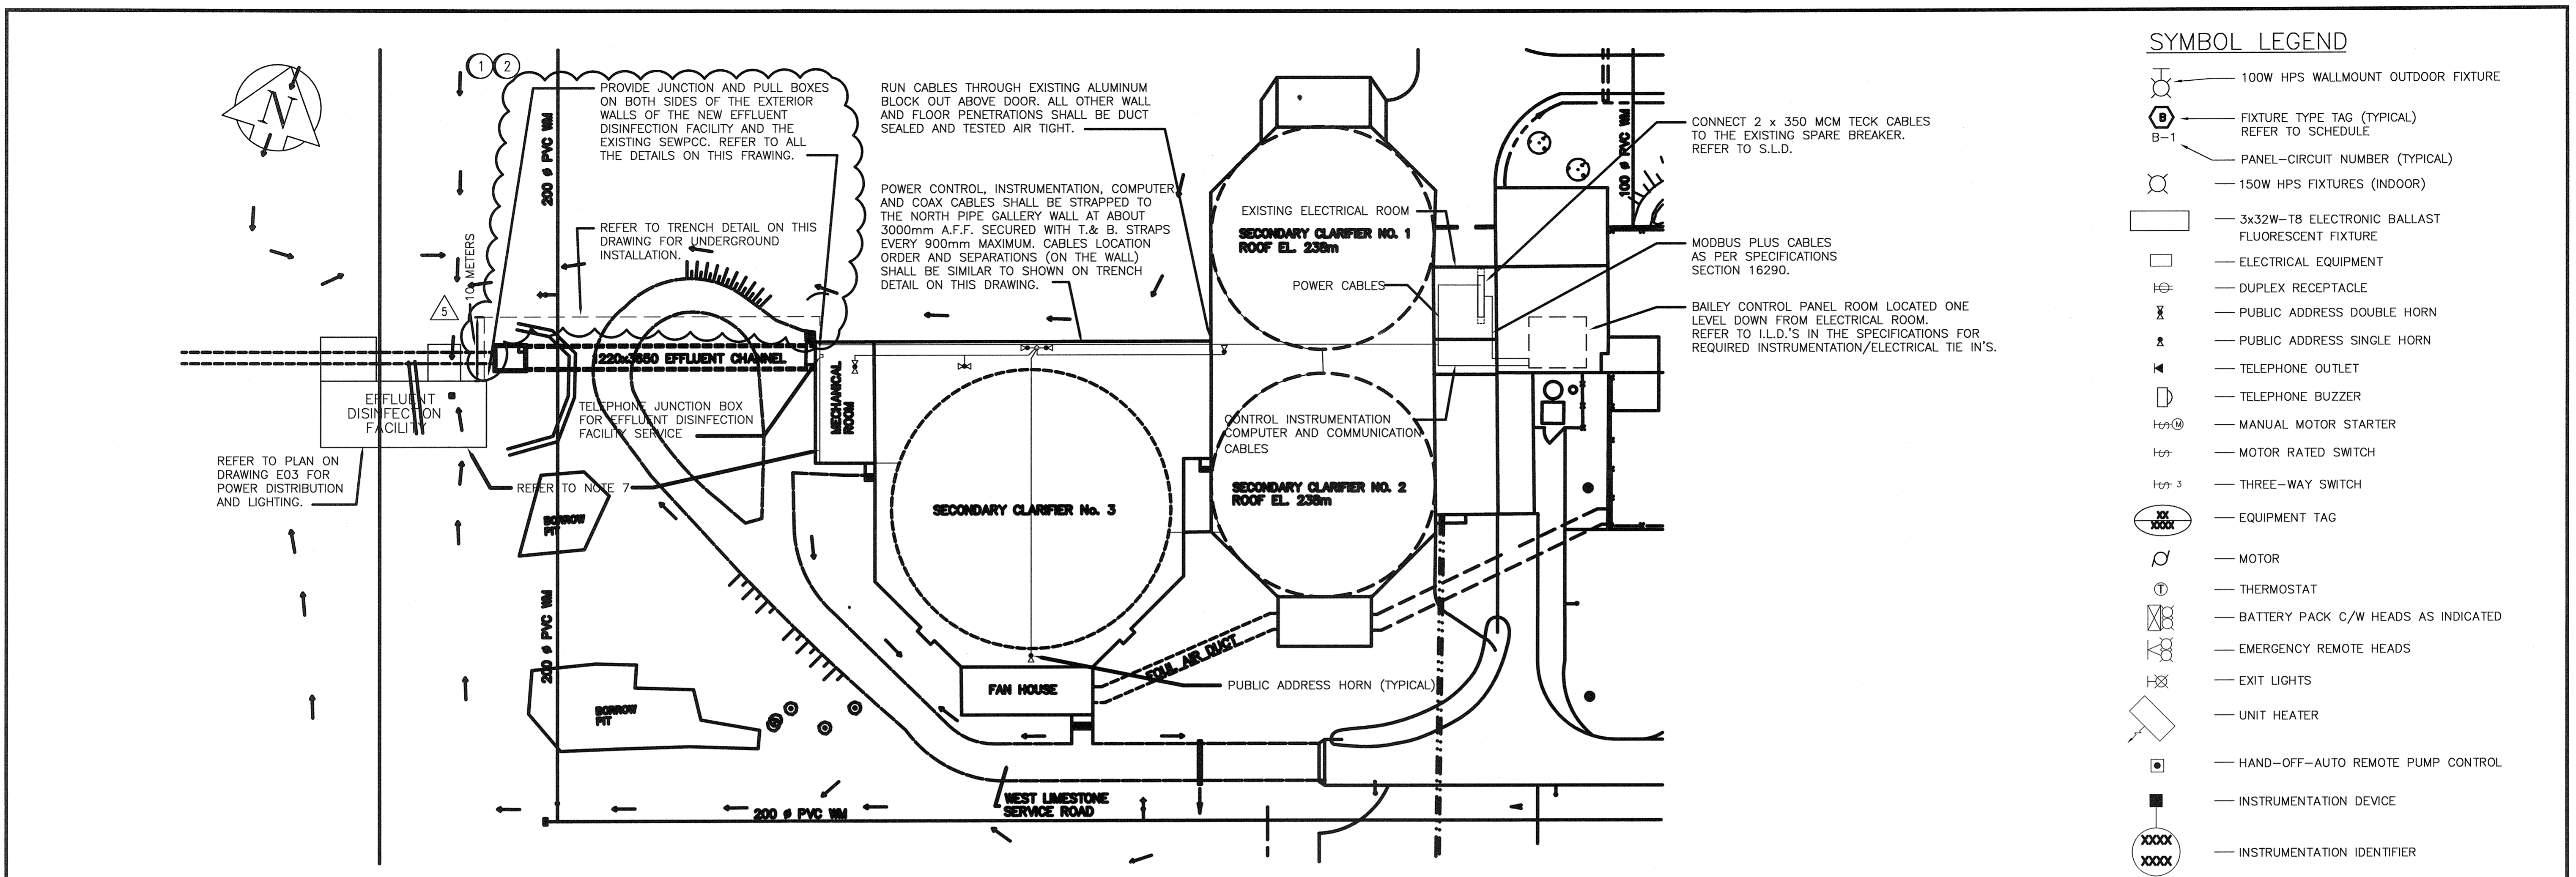 N
1 2
PROVIDE JUNCTION AND PULL BOXES
ON BOTH SIDES OF THE EXTERIOR
WALLS OF THE NEW EFFLUENT
DISINFECTION FACILITY AND THE
EXISTING SEWPCC. REFER TO ALL
THE DETAILS ON THIS FRAWING.
200 ø PVC WM
REFER TO TRENCH DETAIL ON THIS
DRAWING FOR UNDERGROUND
INSTALLATION.
10 METERS
5
RUN CABLES THROUGH EXISTING ALUMINUM
BLOCK OUT ABOVE DOOR. ALL OTHER WALL
AND FLOOR PENETRATIONS SHALL BE DUCT
SEALED AND TESTED AIR TIGHT.
POWER CONTROL, INSTRUMENTATION, COMPUTER
AND COAX CABLES SHALL BE STRAPPED TO
THE NORTH PIPE GALLERY WALL AT ABOUT
3000mm A.F.F. SECURED WITH T.& B. STRAPS
EVERY 900mm MAXIMUM. CABLES LOCATION
ORDER AND SEPARATIONS (ON THE WALL)
SHALL BE SIMILAR TO SHOWN ON TRENCH
DETAIL ON THIS DRAWING.
EXISTING ELECTRICAL ROOM
SECONDARY CLARIFIER NO. 1
ROOF EL. 238m
POWER CABLES
100 ø PVC WM
CONNECT 2 x 350 MCM TECK CABLES
TO THE EXISTING SPARE BREAKER.
REFER TO S.L.D.
MODBUS PLUS CABLES
AS PER SPECIFICATIONS
SECTION 16290.
BAILEY CONTROL PANEL ROOM LOCATED ONE
LEVEL DOWN FROM ELECTRICAL ROOM.
REFER TO I.L.D.'S IN THE SPECIFICATIONS FOR
REQUIRED INSTRUMENTATION/ELECTRICAL TIE IN'S.
1220x3650 EFFLUENT CHANNEL
MECHANICAL
ROOM
EFFLUENT
DISINFECTION
FACILITY
TELEPHONE JUNCTION BOX
FOR EFFLUENT DISINFECTION
FACILITY SERVICE
CONTROL INSTRUMENTATION
COMPUTER AND COMMUNICATION
CABLES
REFER TO PLAN ON
DRAWING E03 FOR
POWER DISTRIBUTION
AND LIGHTING.
REFER TO NOTE 7
BORROW
PIT
SECONDARY CLARIFIER No. 3
SECONDARY CLARIFIER NO. 2
ROOF EL. 238m
200 ø PVC WM
FOUL AIR DUCT
FAN HOUSE
PUBLIC ADDRESS HORN (TYPICAL)
BORROW
PIT
WEST LIMESTONE
SERVICE ROAD
200 ø PVC WM
SYMBOL LEGEND
100W HPS WALLMOUNT OUTDOOR FIXTURE
B
B-1
FIXTURE TYPE TAG (TYPICAL)
REFER TO SCHEDULE
PANEL-CIRCUIT NUMBER (TYPICAL)
150W HPS FIXTURES (INDOOR)
3x32W-T8 ELECTRONIC BALLAST
FLUORESCENT FIXTURE
ELECTRICAL EQUIPMENT
DUPLEX RECEPTACLE
PUBLIC ADDRESS DOUBLE HORN
PUBLIC ADDRESS SINGLE HORN
TELEPHONE OUTLET
TELEPHONE BUZZER
M MANUAL MOTOR STARTER
MOTOR RATED SWITCH
3 THREE-WAY SWITCH
XX
XXXX
EQUIPMENT TAG
MOTOR
T THERMOSTAT
BATTERY PACK C/W HEADS AS INDICATED
EMERGENCY REMOTE HEADS
EXIT LIGHTS
UNIT HEATER
HAND-OFF-AUTO REMOTE PUMP CONTROL
INSTRUMENTATION DEVICE
XXXX
XXXX
INSTRUMENTATION IDENTIFIER